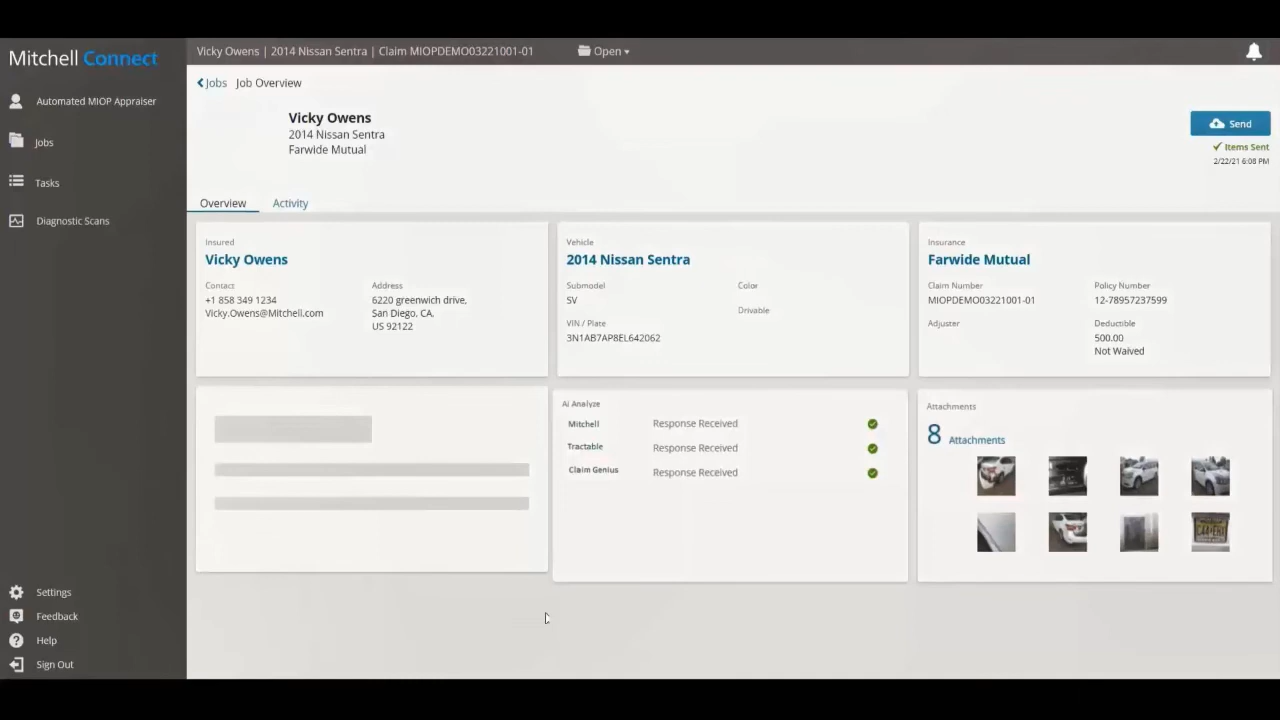 Mitchell Connect
Vicky Owens | 2014 Nissan Sentra | Claim MIOPDEMO03221001-01
Open
Automated MIOP Appraiser
Jobs
Tasks
Diagnostic Scans
Settings
Feedback
Help
Sign Out
Jobs Job Overview
Vicky Owens
2014 Nissan Sentra
Farwide Mutual
Send
Items Sent
2/22/21 6:08 PM
Overview Activity
Insured
Vicky Owens
Contact
+1 858 349 1234
Vicky.Owens@Mitchell.com
Address
6220 greenwich drive,
San Diego, CA,
US 92122
Vehicle
2014 Nissan Sentra
Submodel
SV
VIN / Plate
3N1AB7AP8EL642062
Color
Drivable
Insurance
Farwide Mutual
Claim Number
MIOPDEMO03221001-01
Adjuster
Policy Number
12-78957237599
Deductible
500.00
Not Waived
Ai Analyze
Mitchell Response Received
Tractable Response Received
Claim Genius Response Received
Attachments
8 Attachments